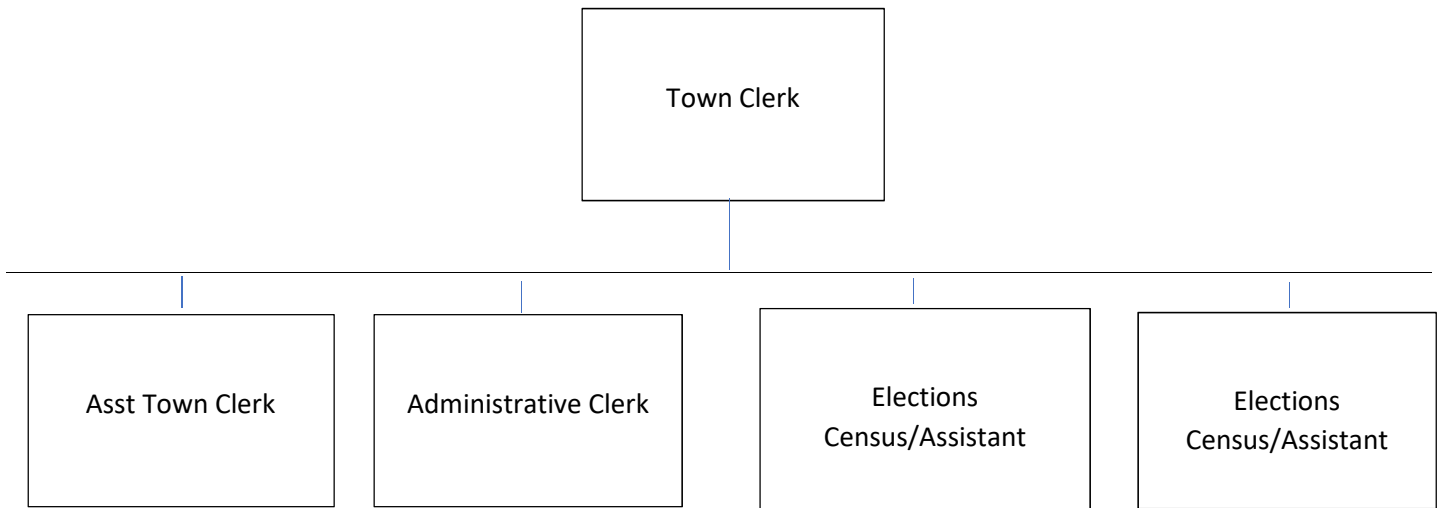 Town Clerk
Asst Town Clerk
Administrative Clerk
Elections
Census/Assistant
Elections
Census/Assistant